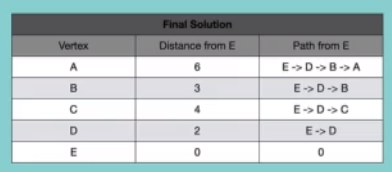 Final Solution
Vertex Distance from E Path from E
A 6 E -> D -> B -> A
B 3 E -> D -> B
C 4 E -> D -> C
D 2 E -> D
E 0 0